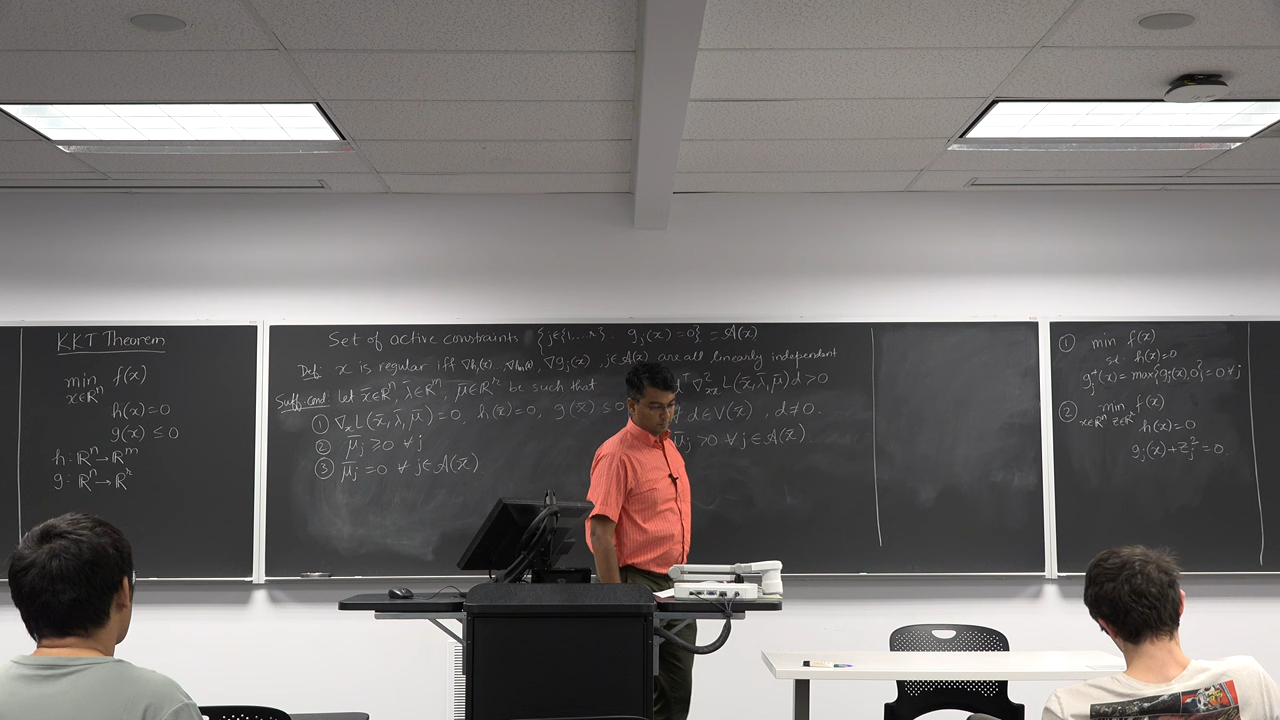 KKT Theorem
min f(x)
x∈ℝⁿ
h(x)=0
g(x) ≤ 0
h: ℝⁿ→ℝᵐ
g: ℝⁿ→ℝʳ
Set of active constraints {j∈{1,...,r}. gⱼ(x)=0} = A(x)
Def: x is regular iff ∇h₁(x)... ∇hₘ(x), ∇gⱼ(x) j∈A(x) are all linearly independent
Suff. Cond: let x̄∈ℝⁿ, λ̄∈ℝᵐ, μ̄∈ℝʳ be such that
① ∇ₓL(x̄,λ̄,μ̄)=0, h(x̄)=0, g(x̄)≤0
② μ̄ⱼ ≥0 ∀j
③ μ̄ⱼ =0 ∀ j∈A(x̄)
dᵀ∇²ₓₓL(x̄,λ̄,μ̄)d>0
∀ d∈V(x̄), d≠0.
μ̄ⱼ >0 ∀ j∈A(x̄)
① min f(x)
s.t. h(x)=0
gⱼ⁺(x)= max{gⱼ(x),0}=0 ∀j
② min f(x)
x∈ℝⁿ z∈ℝʳ
h(x)=0
gⱼ(x)+zⱼ²=0.